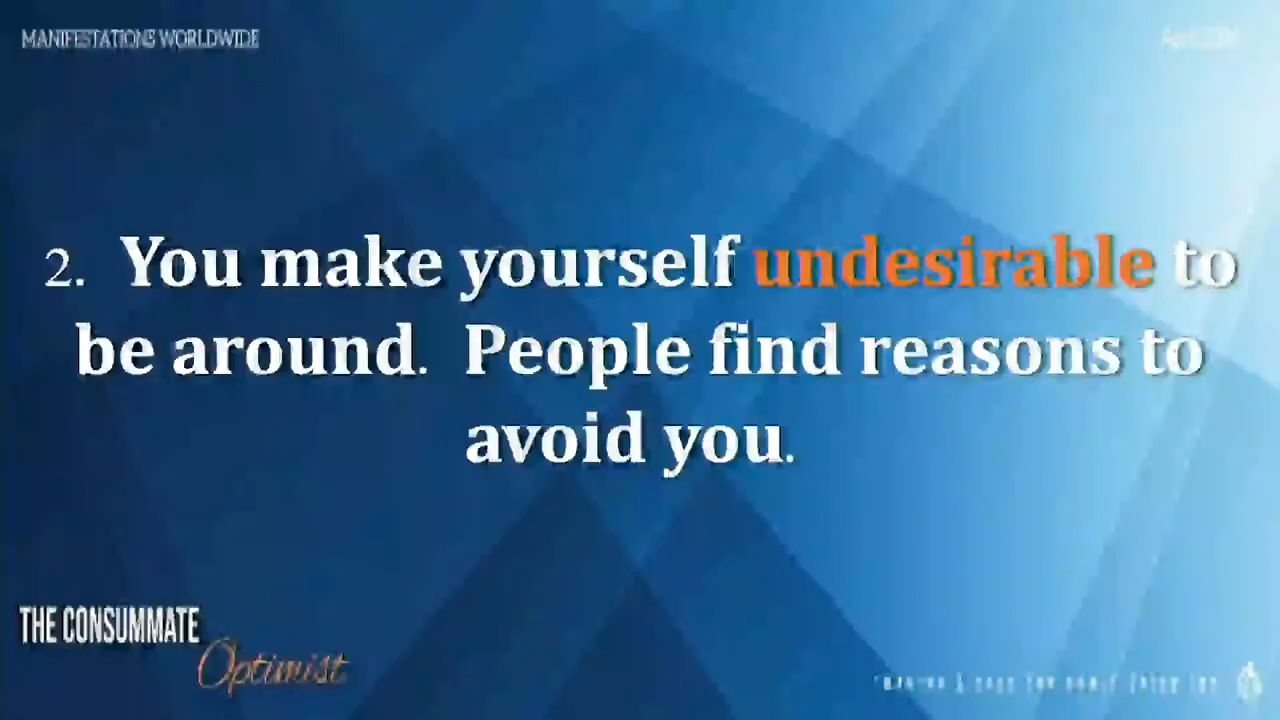 MANIFESTATIONS WORLDWIDE
2. You make yourself undesirable to
be around. People find reasons to
avoid you.
THE CONSUMMATE
Optimist